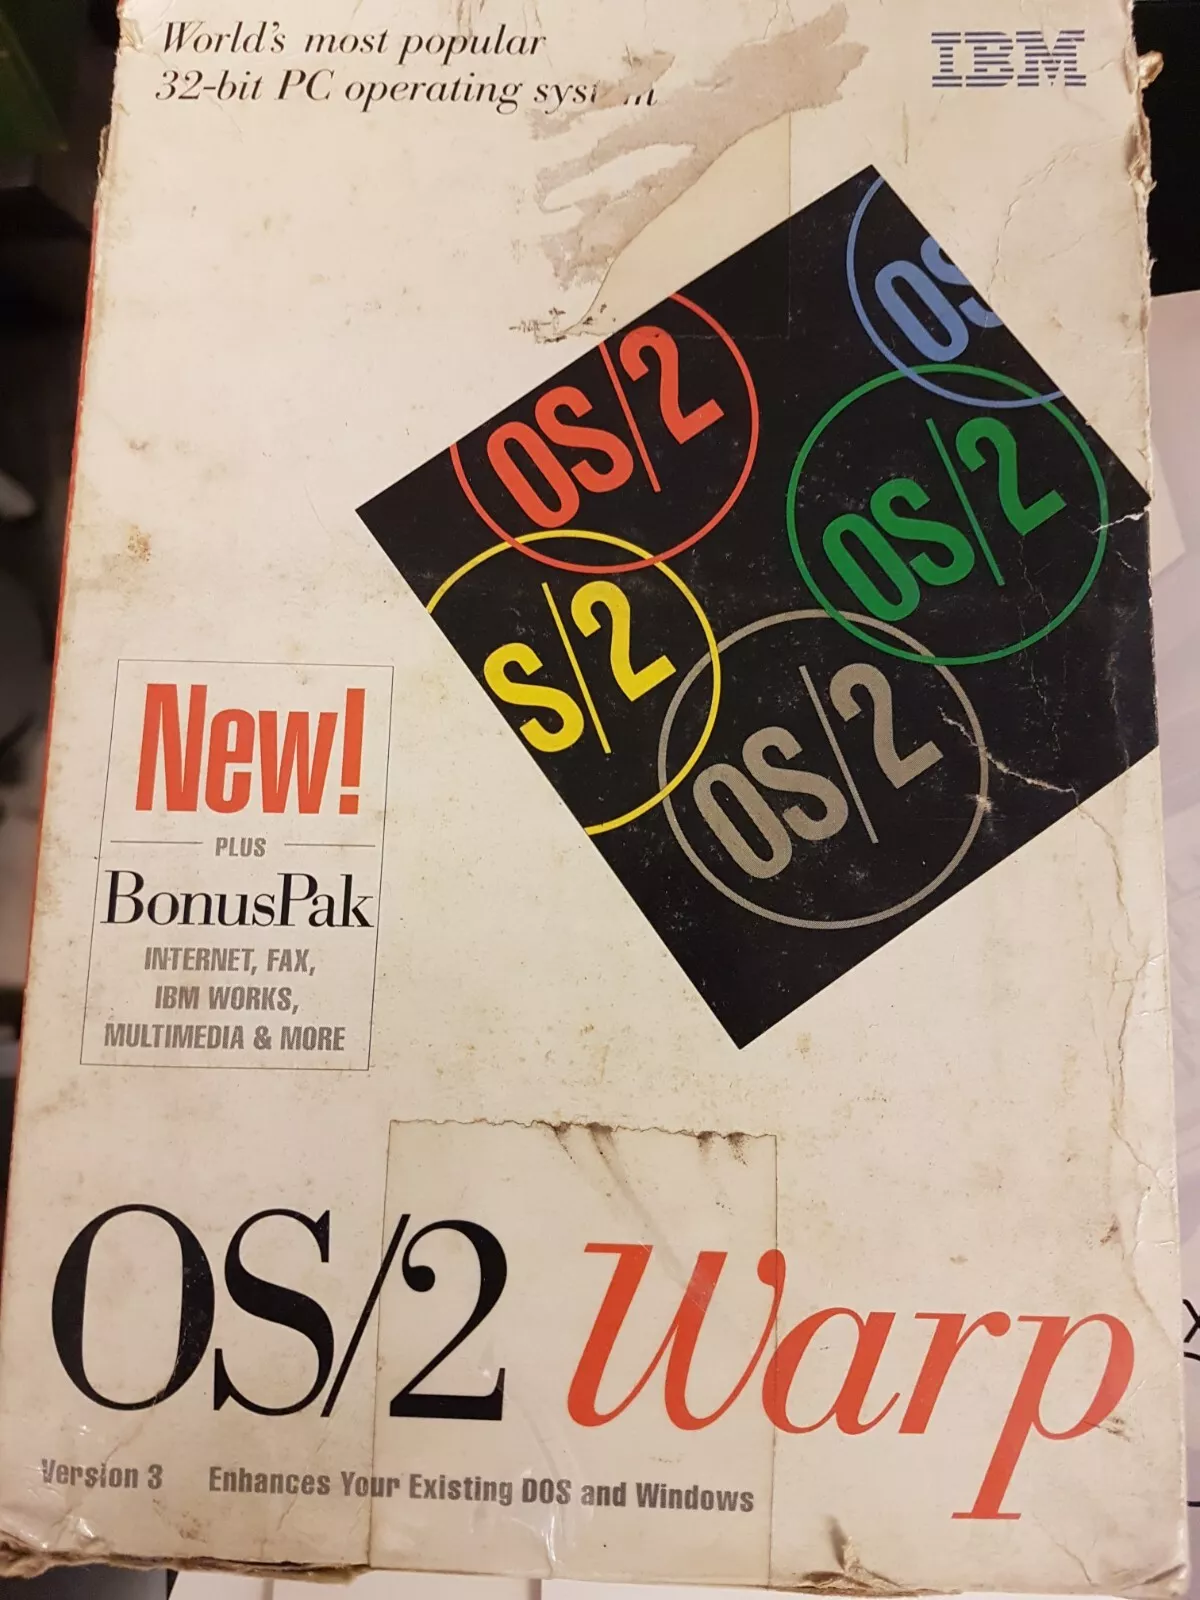 World's most popular
32-bit PC operating system
IBM
OS
OS/2
OS/2
S/2
OS/2
New!
PLUS
BonusPak
INTERNET, FAX,
IBM WORKS,
MULTIMEDIA & MORE
OS/2 Warp
Version 3 Enhances Your Existing DOS and Windows